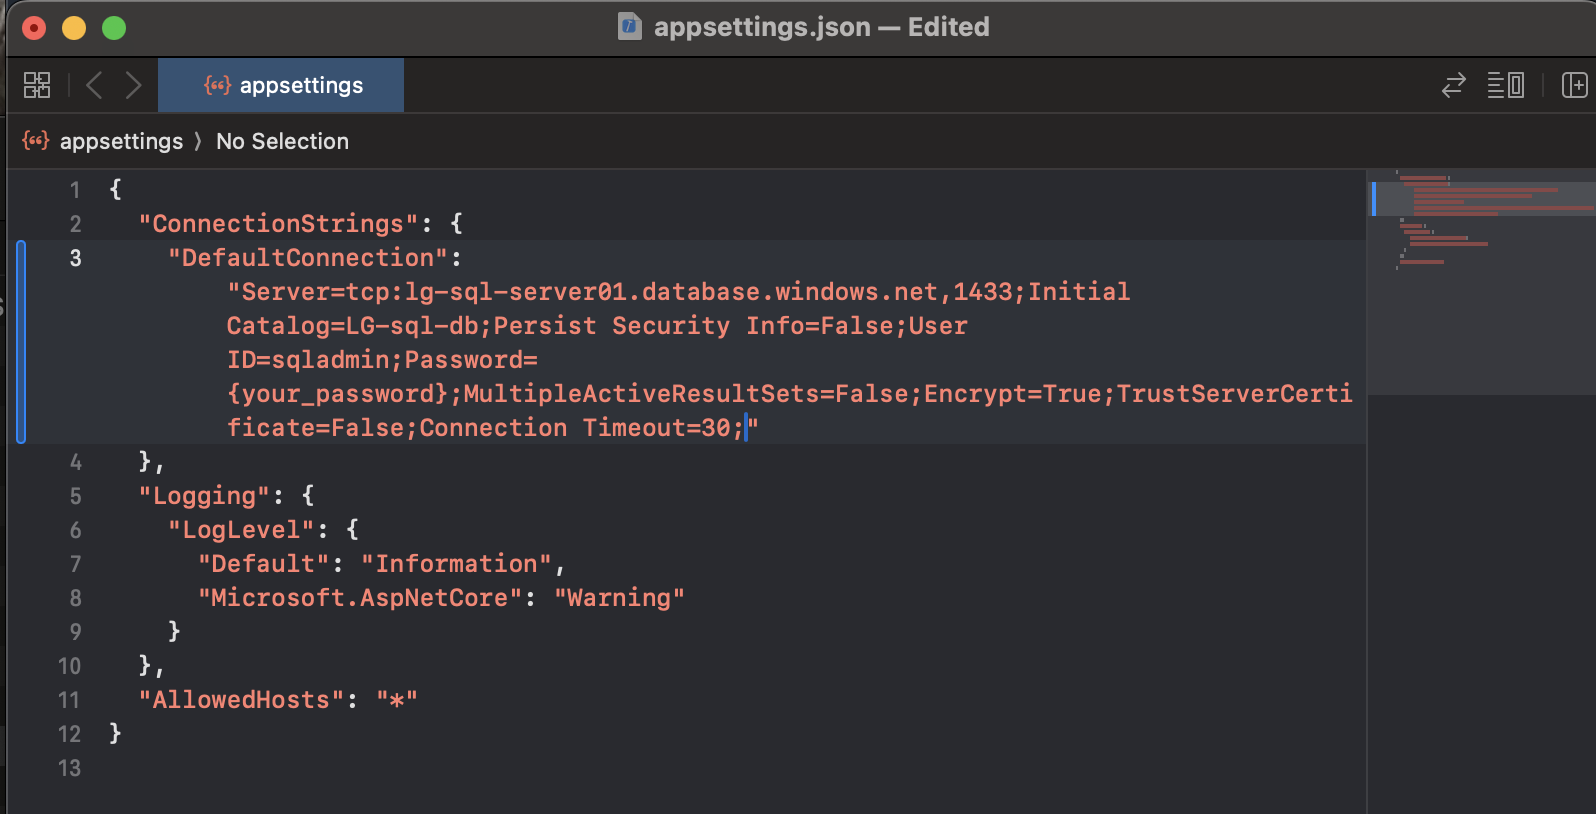 appsettings.json — Edited
appsettings
appsettings 〉 No Selection
1 {
2 "ConnectionStrings": {
3 "DefaultConnection":
"Server=tcp:lg-sql-server01.database.windows.net,1433;Initial
Catalog=LG-sql-db;Persist Security Info=False;User
ID=sqladmin;Password=
{your_password};MultipleActiveResultSets=False;Encrypt=True;TrustServerCerti
ficate=False;Connection Timeout=30;"
4 },
5 "Logging": {
6 "LogLevel": {
7 "Default": "Information",
8 "Microsoft.AspNetCore": "Warning"
9 }
10 },
11 "AllowedHosts": "*"
12 }
13